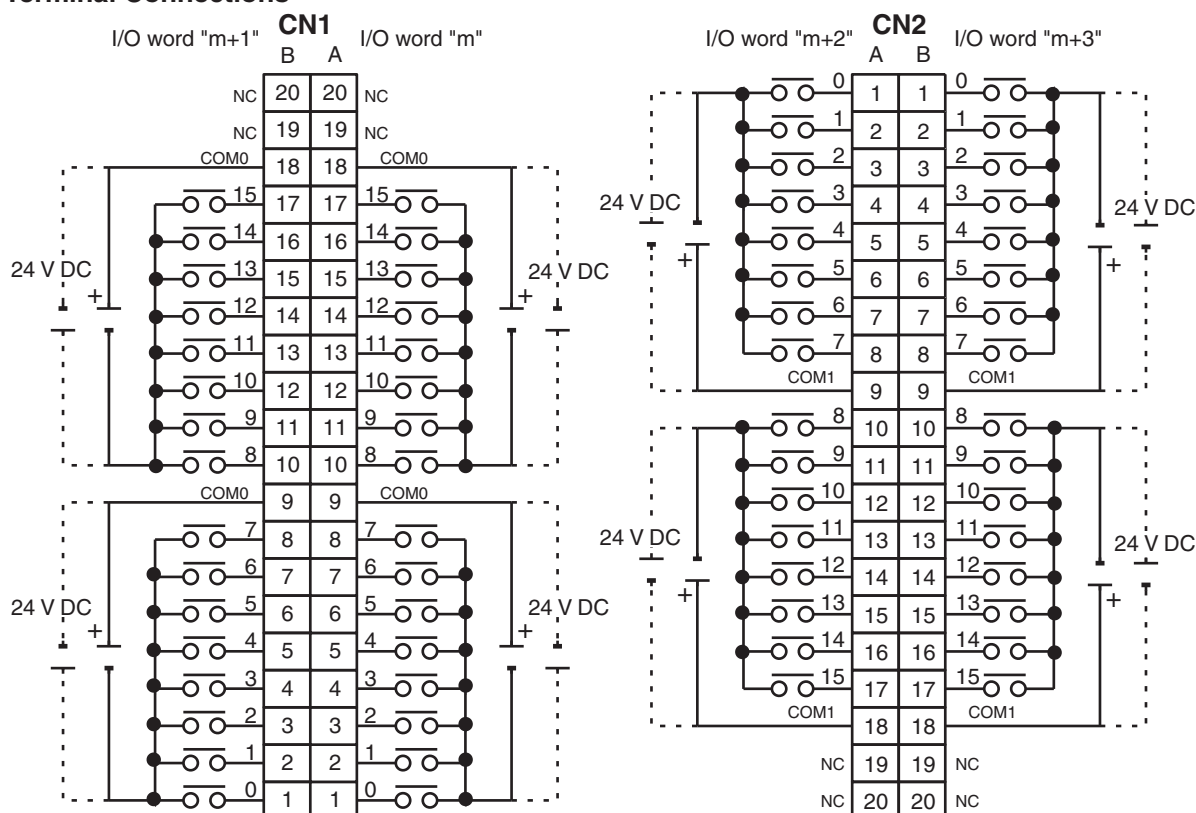 Terminal Connections
CN1
I/O word "m+1" I/O word "m"
B A
NC 20 20 NC
NC 19 19 NC
COM0 18 18 COM0
15 17 17 15
14 16 16 14
13 15 15 13
24 V DC 24 V DC
+ +
12 14 14 12
11 13 13 11
10 12 12 10
9 11 11 9
8 10 10 8
COM0 9 9 COM0
7 8 8 7
6 7 7 6
5 6 6 5
24 V DC 24 V DC
+ +
4 5 5 4
3 4 4 3
2 3 3 2
1 2 2 1
0 1 1 0
CN2
I/O word "m+2" I/O word "m+3"
A B
0 1 1 0
1 2 2 1
2 3 3 2
3 4 4 3
24 V DC 24 V DC
4 5 5 4
+ +
5 6 6 5
6 7 7 6
7 8 8 7
COM1 9 9 COM1
8 10 10 8
9 11 11 9
10 12 12 10
11 13 13 11
24 V DC 24 V DC
12 14 14 12
+ +
13 15 15 13
14 16 16 14
15 17 17 15
COM1 18 18 COM1
NC 19 19 NC
NC 20 20 NC